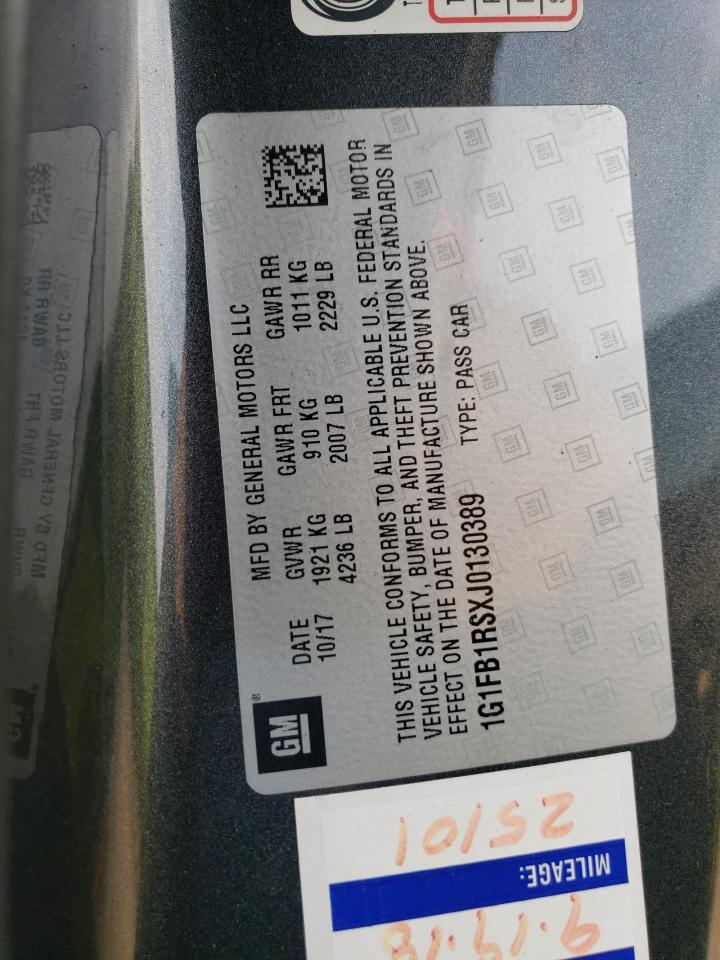 GM
MFD BY GENERAL MOTORS LLC
DATE GVWR GAWR FRT GAWR RR
10/17 1921 KG 910 KG 1011 KG
4236 LB 2007 LB 2229 LB
THIS VEHICLE CONFORMS TO ALL APPLICABLE U.S. FEDERAL MOTOR
VEHICLE SAFETY, BUMPER, AND THEFT PREVENTION STANDARDS IN
EFFECT ON THE DATE OF MANUFACTURE SHOWN ABOVE.
1G1FB1RSXJ0130389 TYPE: PASS CAR
9.19.18
MILEAGE:
25101